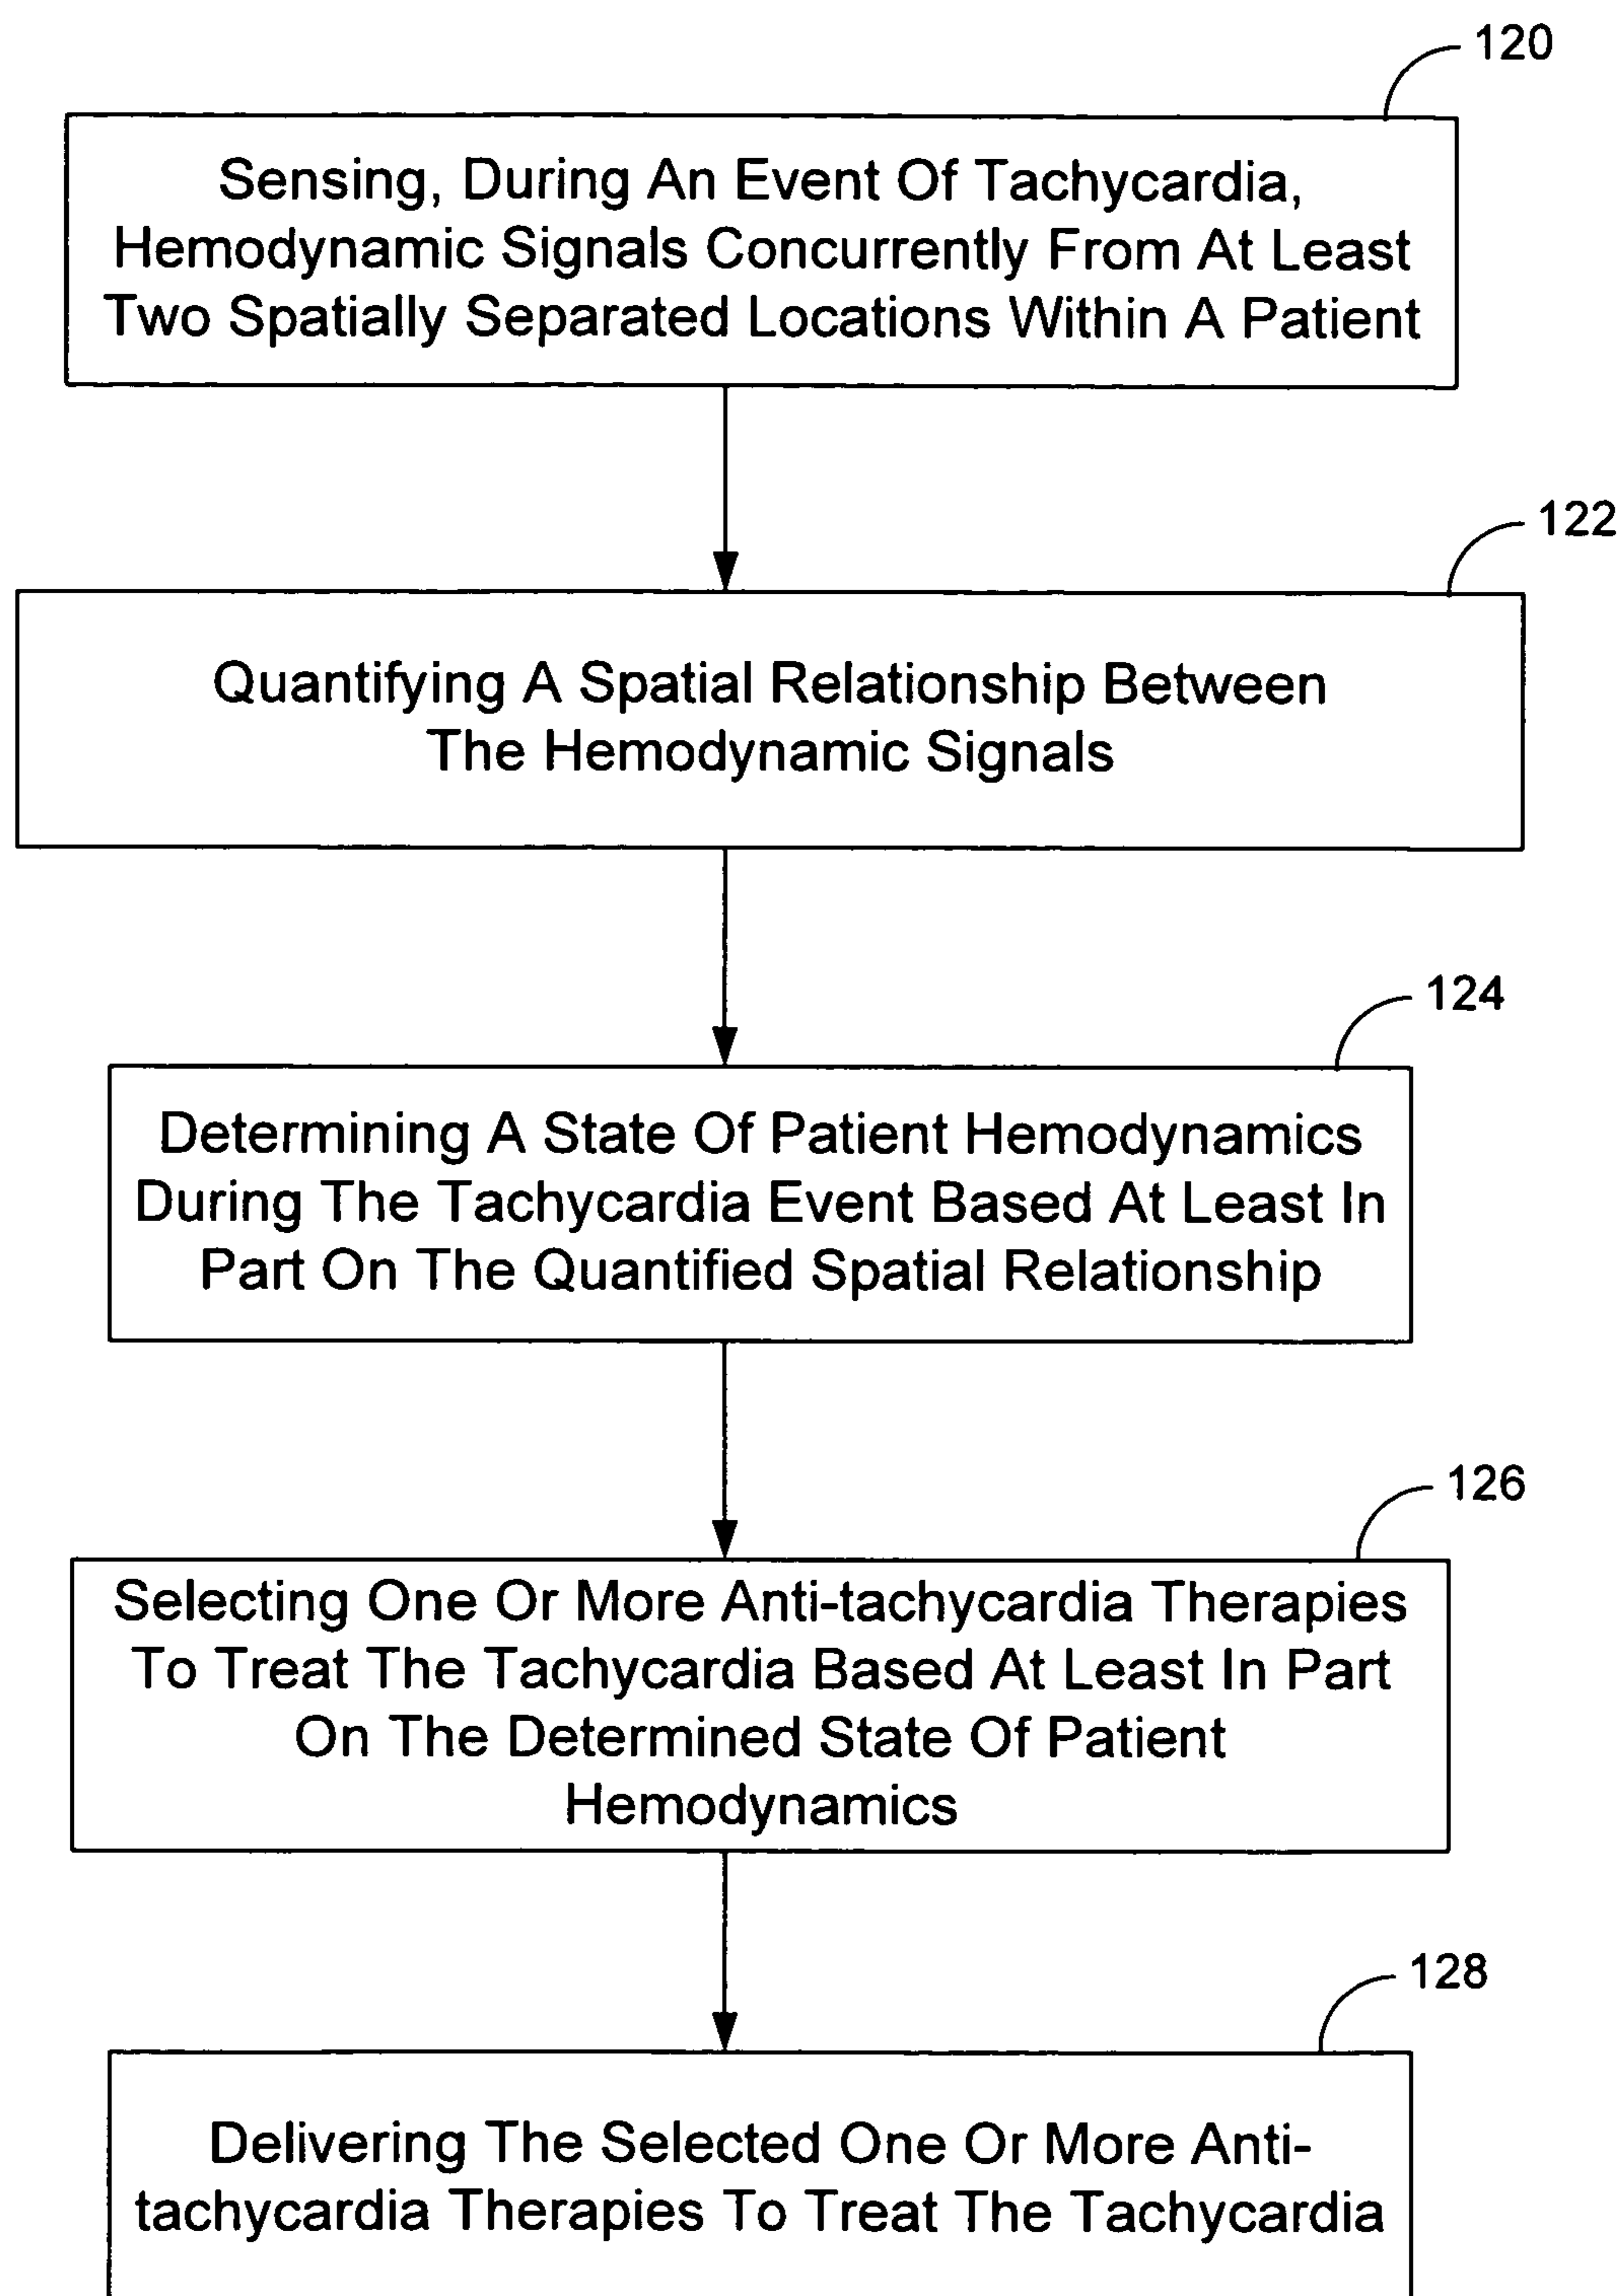 120
Sensing, During An Event Of Tachycardia,
Hemodynamic Signals Concurrently From At Least
Two Spatially Separated Locations Within A Patient
122
Quantifying A Spatial Relationship Between
The Hemodynamic Signals
124
Determining A State Of Patient Hemodynamics
During The Tachycardia Event Based At Least In
Part On The Quantified Spatial Relationship
126
Selecting One Or More Anti-tachycardia Therapies
To Treat The Tachycardia Based At Least In Part
On The Determined State Of Patient
Hemodynamics
128
Delivering The Selected One Or More Anti-
tachycardia Therapies To Treat The Tachycardia